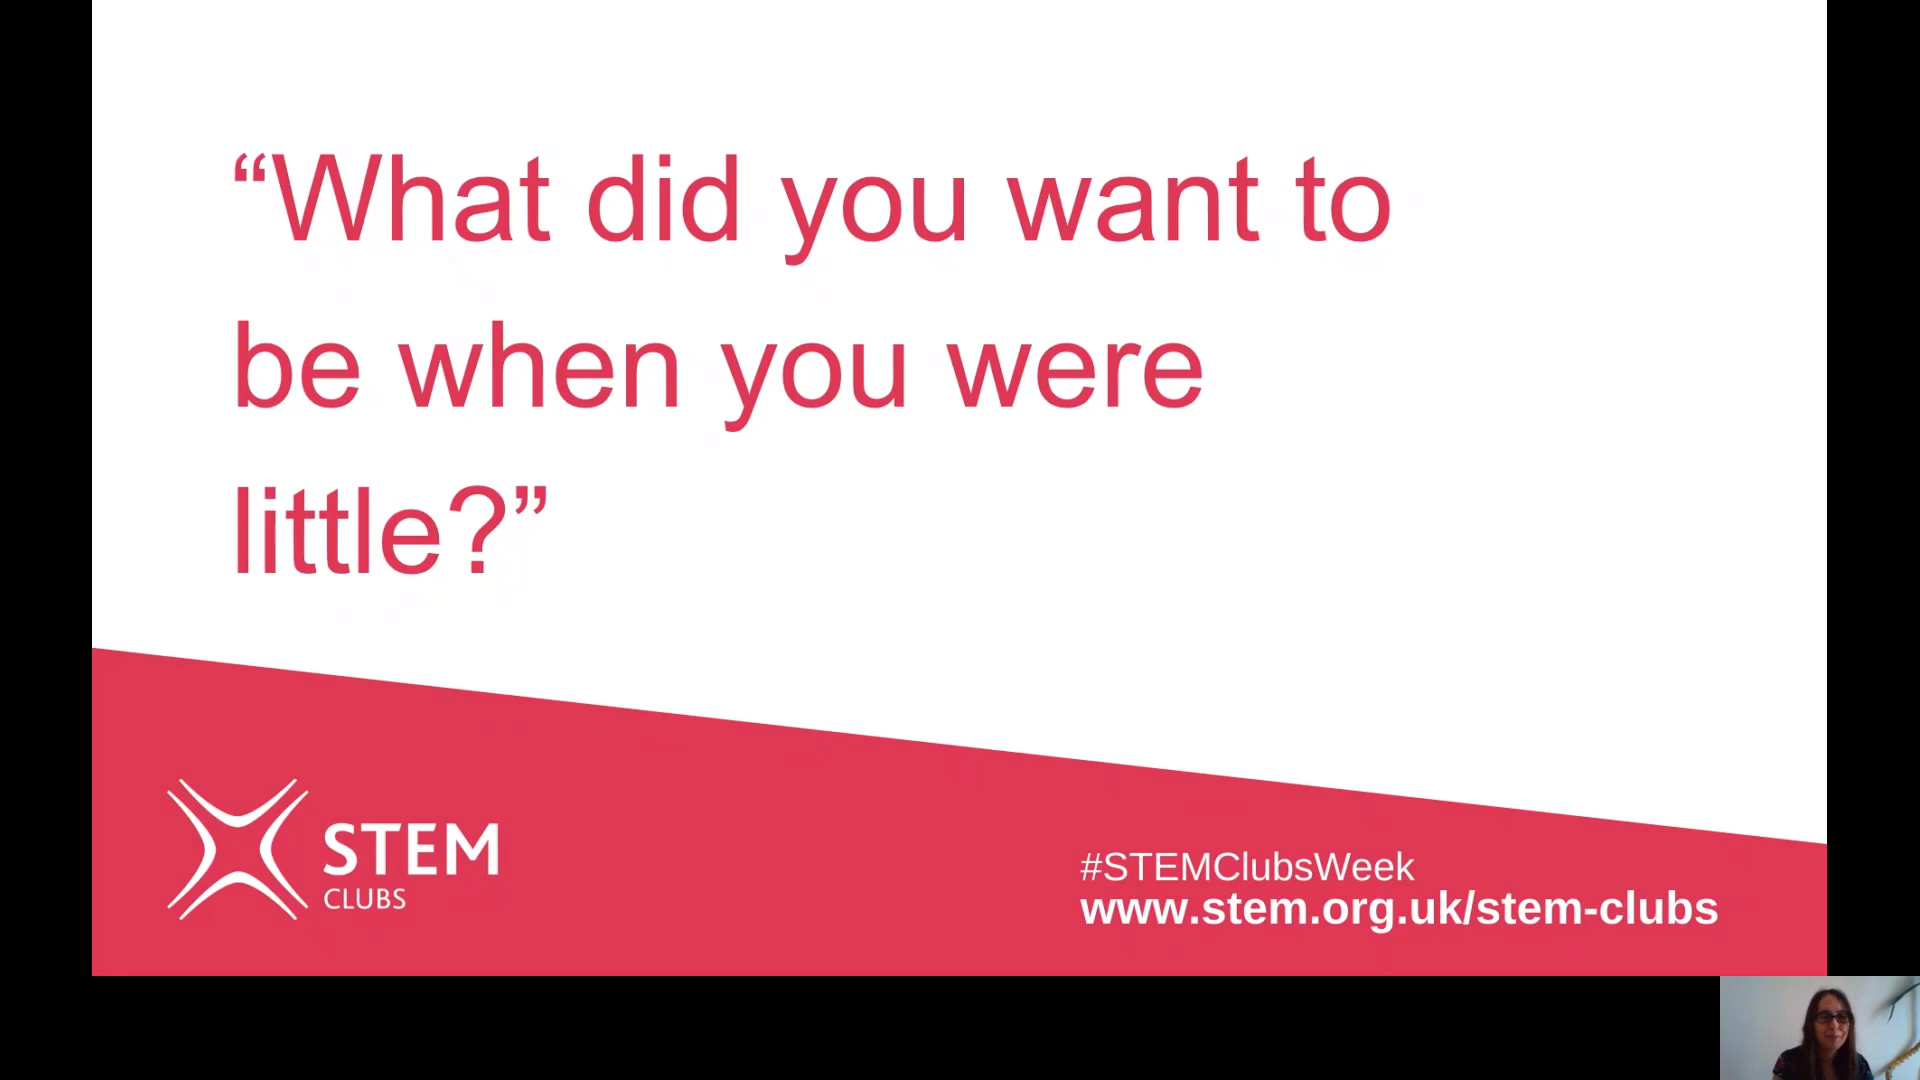 “What did you want to
be when you were
little?”
STEM
CLUBS
#STEMClubsWeek
www.stem.org.uk/stem-clubs